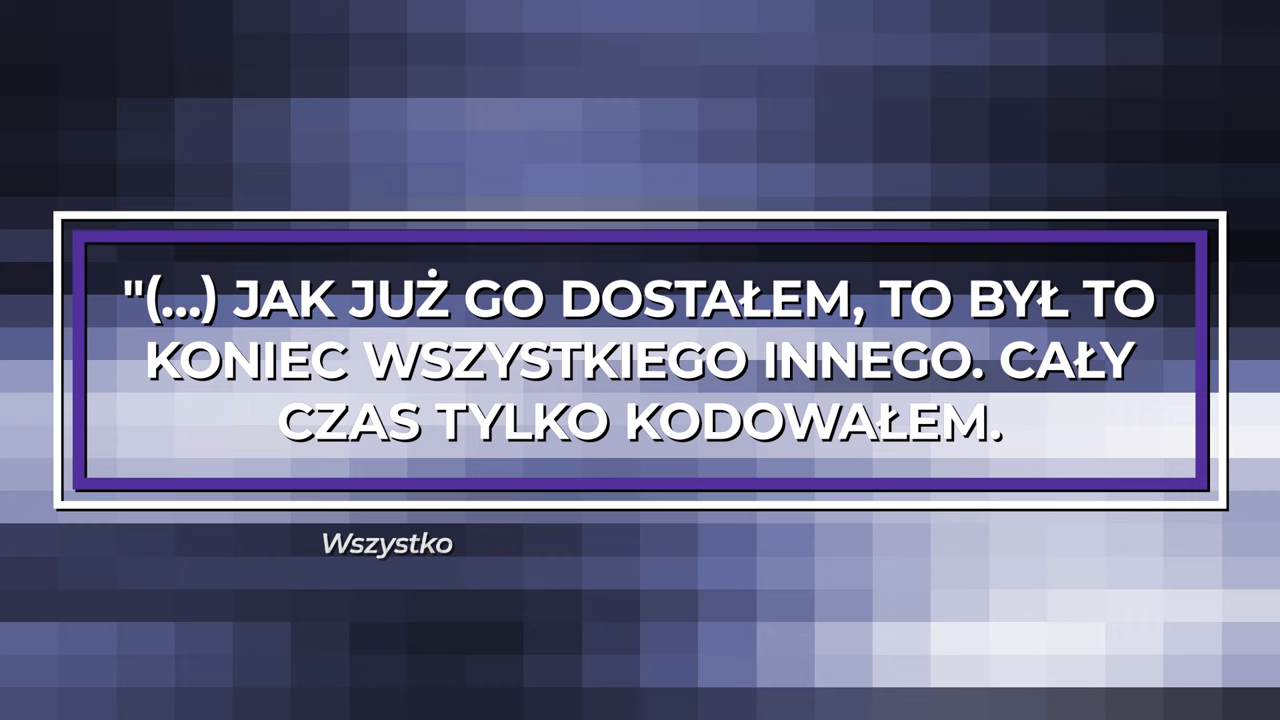 "(...) JAK JUŻ GO DOSTAŁEM, TO BYŁ TO
KONIEC WSZYSTKIEGO INNEGO. CAŁY
CZAS TYLKO KODOWAŁEM.
Wszystko